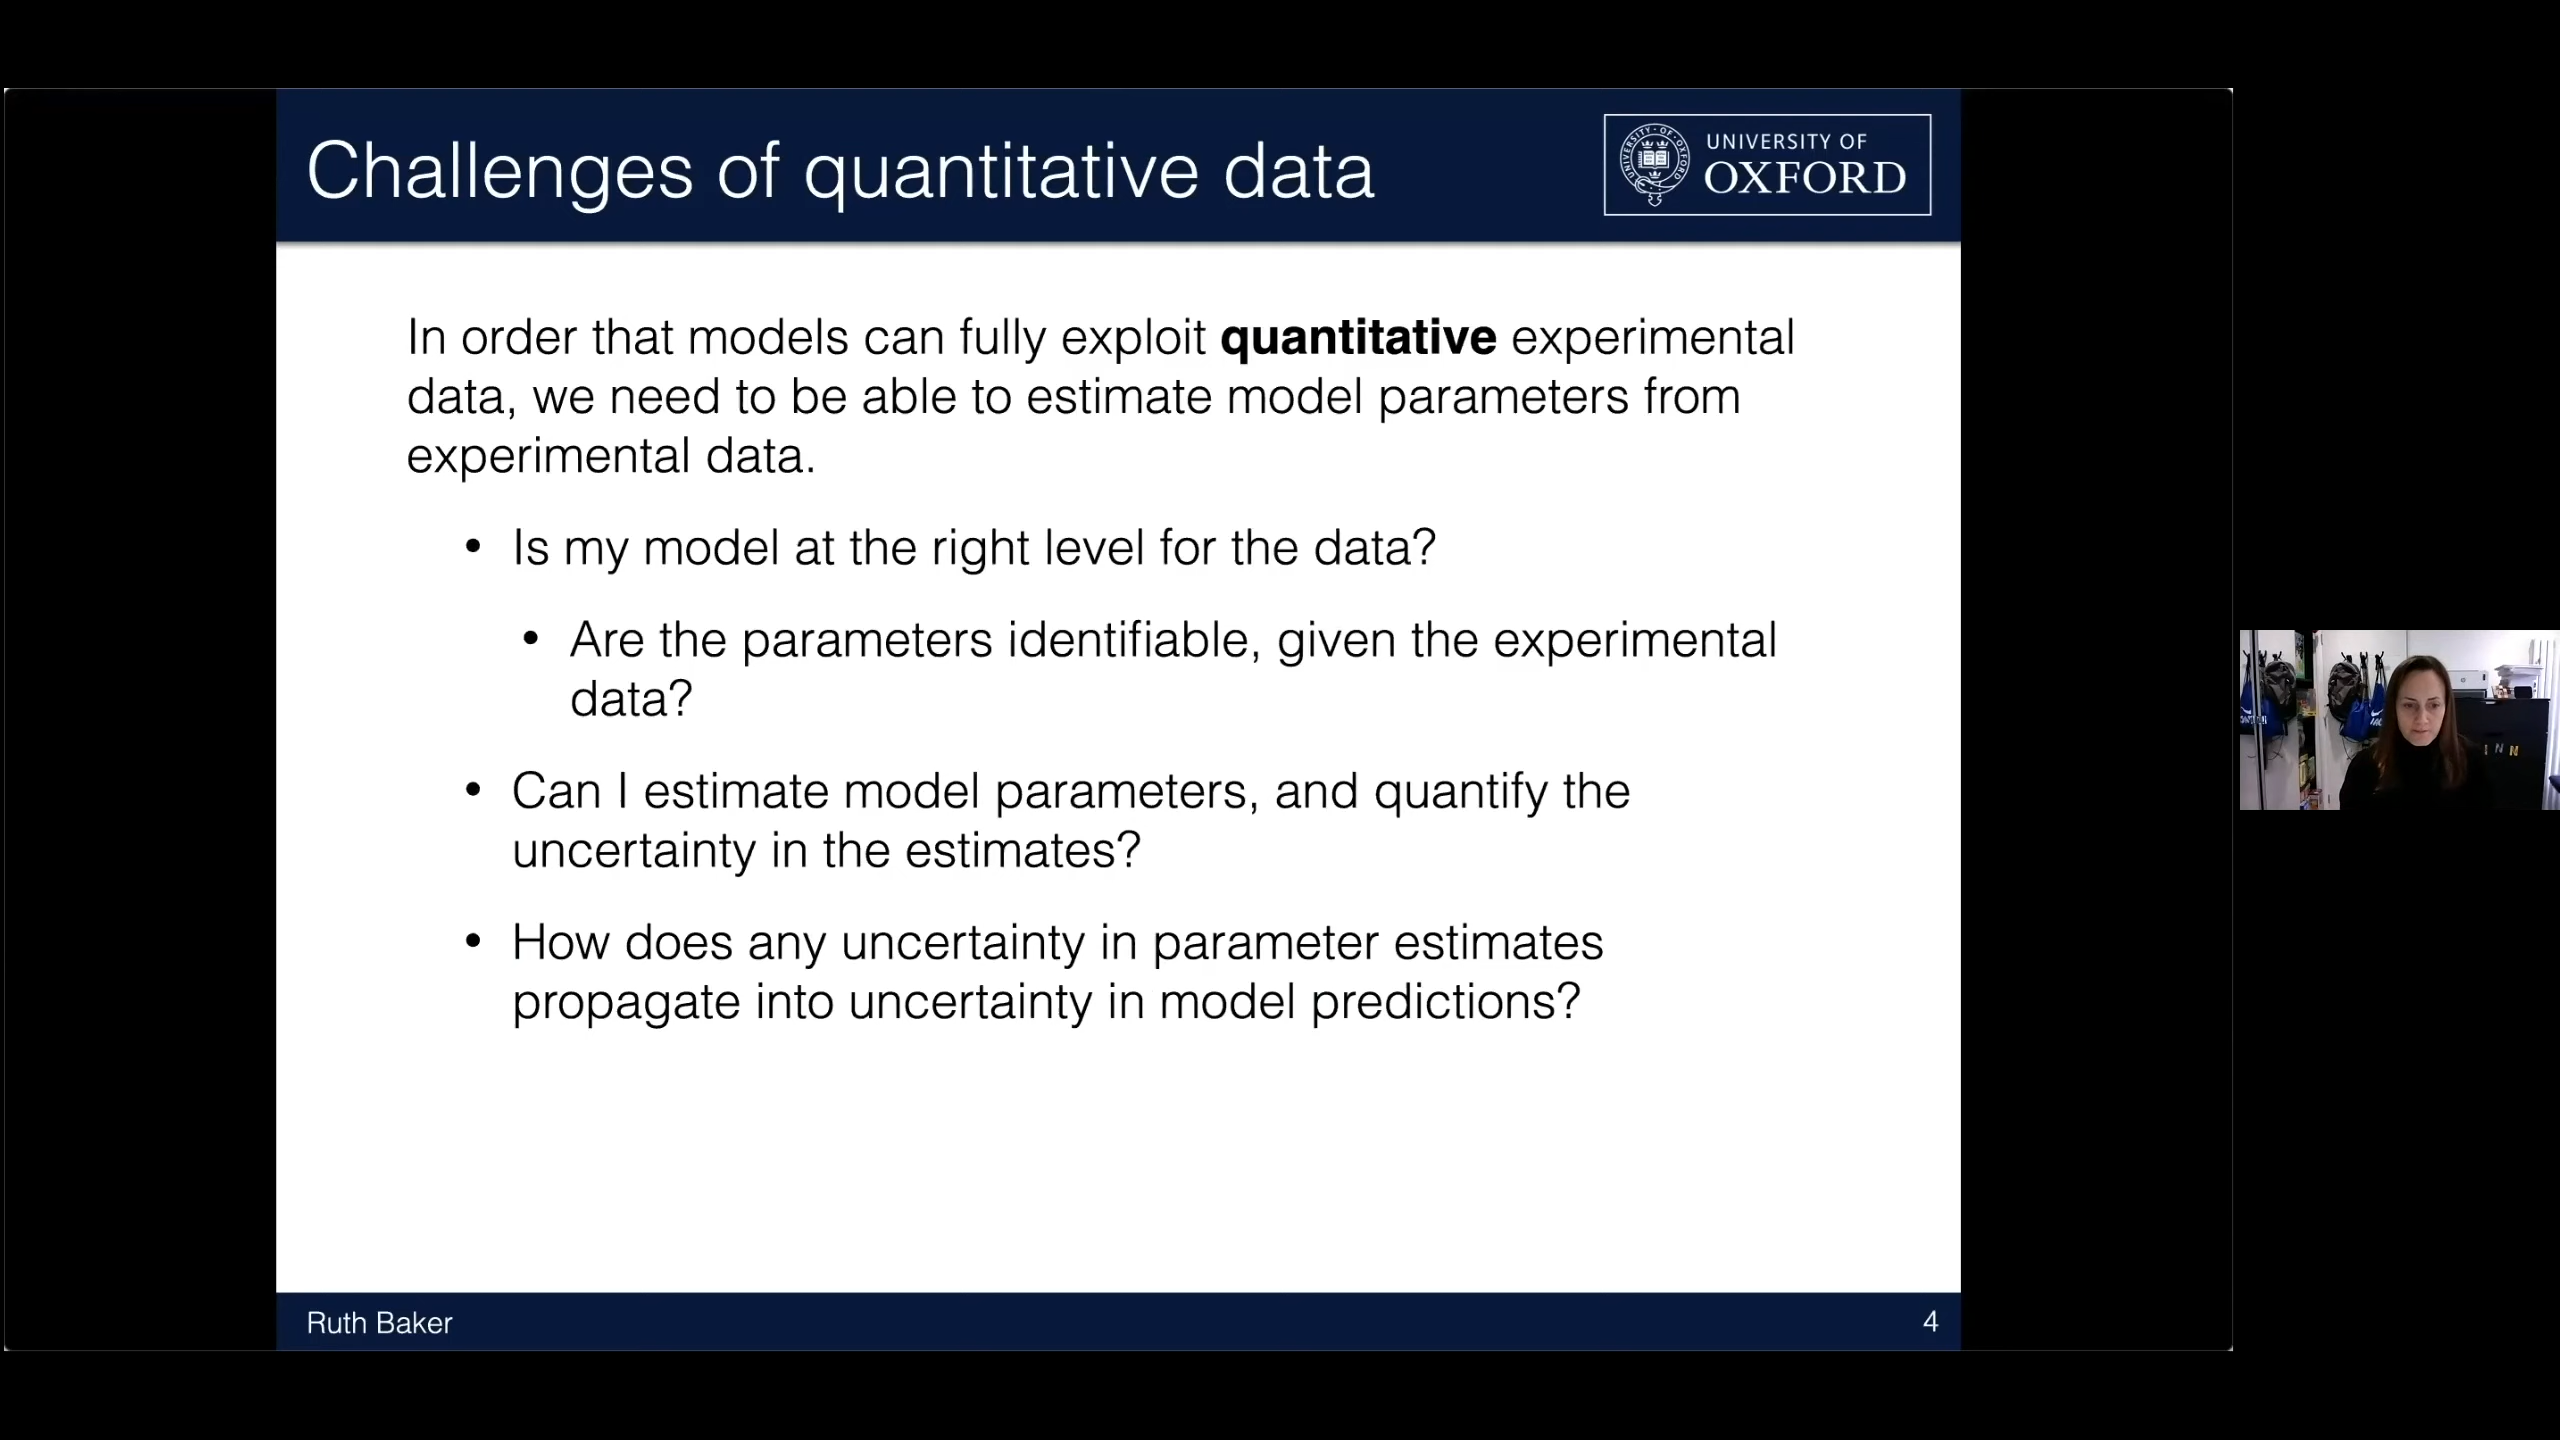 Challenges of quantitative data
UNIVERSITY OF
OXFORD
In order that models can fully exploit quantitative experimental
data, we need to be able to estimate model parameters from
experimental data.
• Is my model at the right level for the data?
• Are the parameters identifiable, given the experimental
data?
• Can I estimate model parameters, and quantify the
uncertainty in the estimates?
• How does any uncertainty in parameter estimates
propagate into uncertainty in model predictions?
Ruth Baker
4